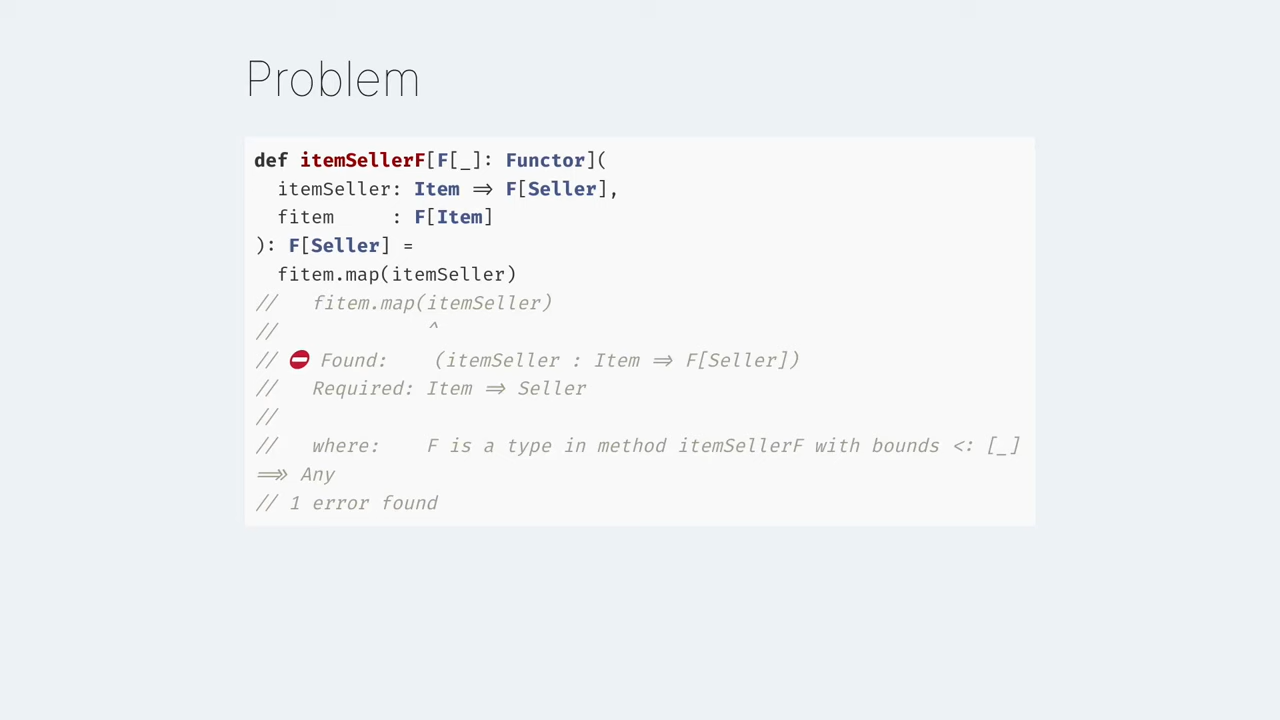 Problem
def itemSellerF[F[_]: Functor](
  itemSeller: Item => F[Seller],
  fitem     : F[Item]
): F[Seller] =
  fitem.map(itemSeller)
//   fitem.map(itemSeller)
//             ^
// ⛔ Found:    (itemSeller : Item => F[Seller])
//   Required: Item => Seller
//
//   where:    F is a type in method itemSellerF with bounds <: [_]
=>> Any
// 1 error found